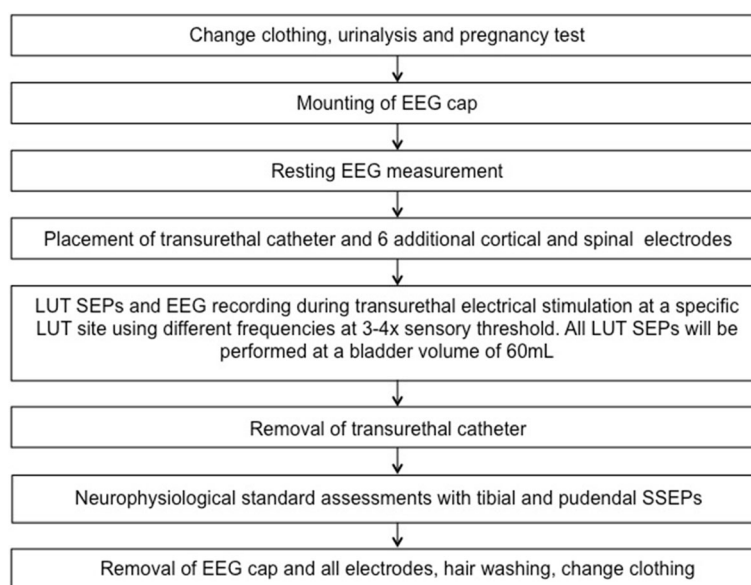 Change clothing, urinalysis and pregnancy test
Mounting of EEG cap
Resting EEG measurement
Placement of transurethal catheter and 6 additional cortical and spinal electrodes
LUT SEPs and EEG recording during transurethal electrical stimulation at a specific
LUT site using different frequencies at 3-4x sensory threshold. All LUT SEPs will be
performed at a bladder volume of 60mL
Removal of transurethal catheter
Neurophysiological standard assessments with tibial and pudendal SSEPs
Removal of EEG cap and all electrodes, hair washing, change clothing